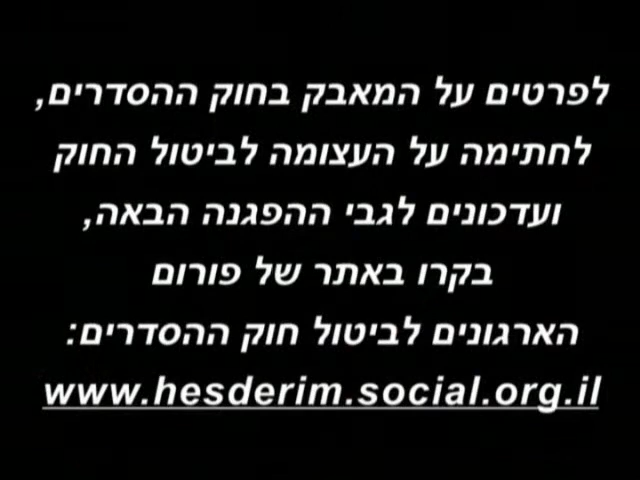 לפרטים על המאבק בחוק ההסדרים,
לחתימה על העצומה לביטול החוק
ועדכונים לגבי ההפגנה הבאה,
בקרו באתר של פורום
הארגונים לביטול חוק ההסדרים:
www.hesderim.social.org.il